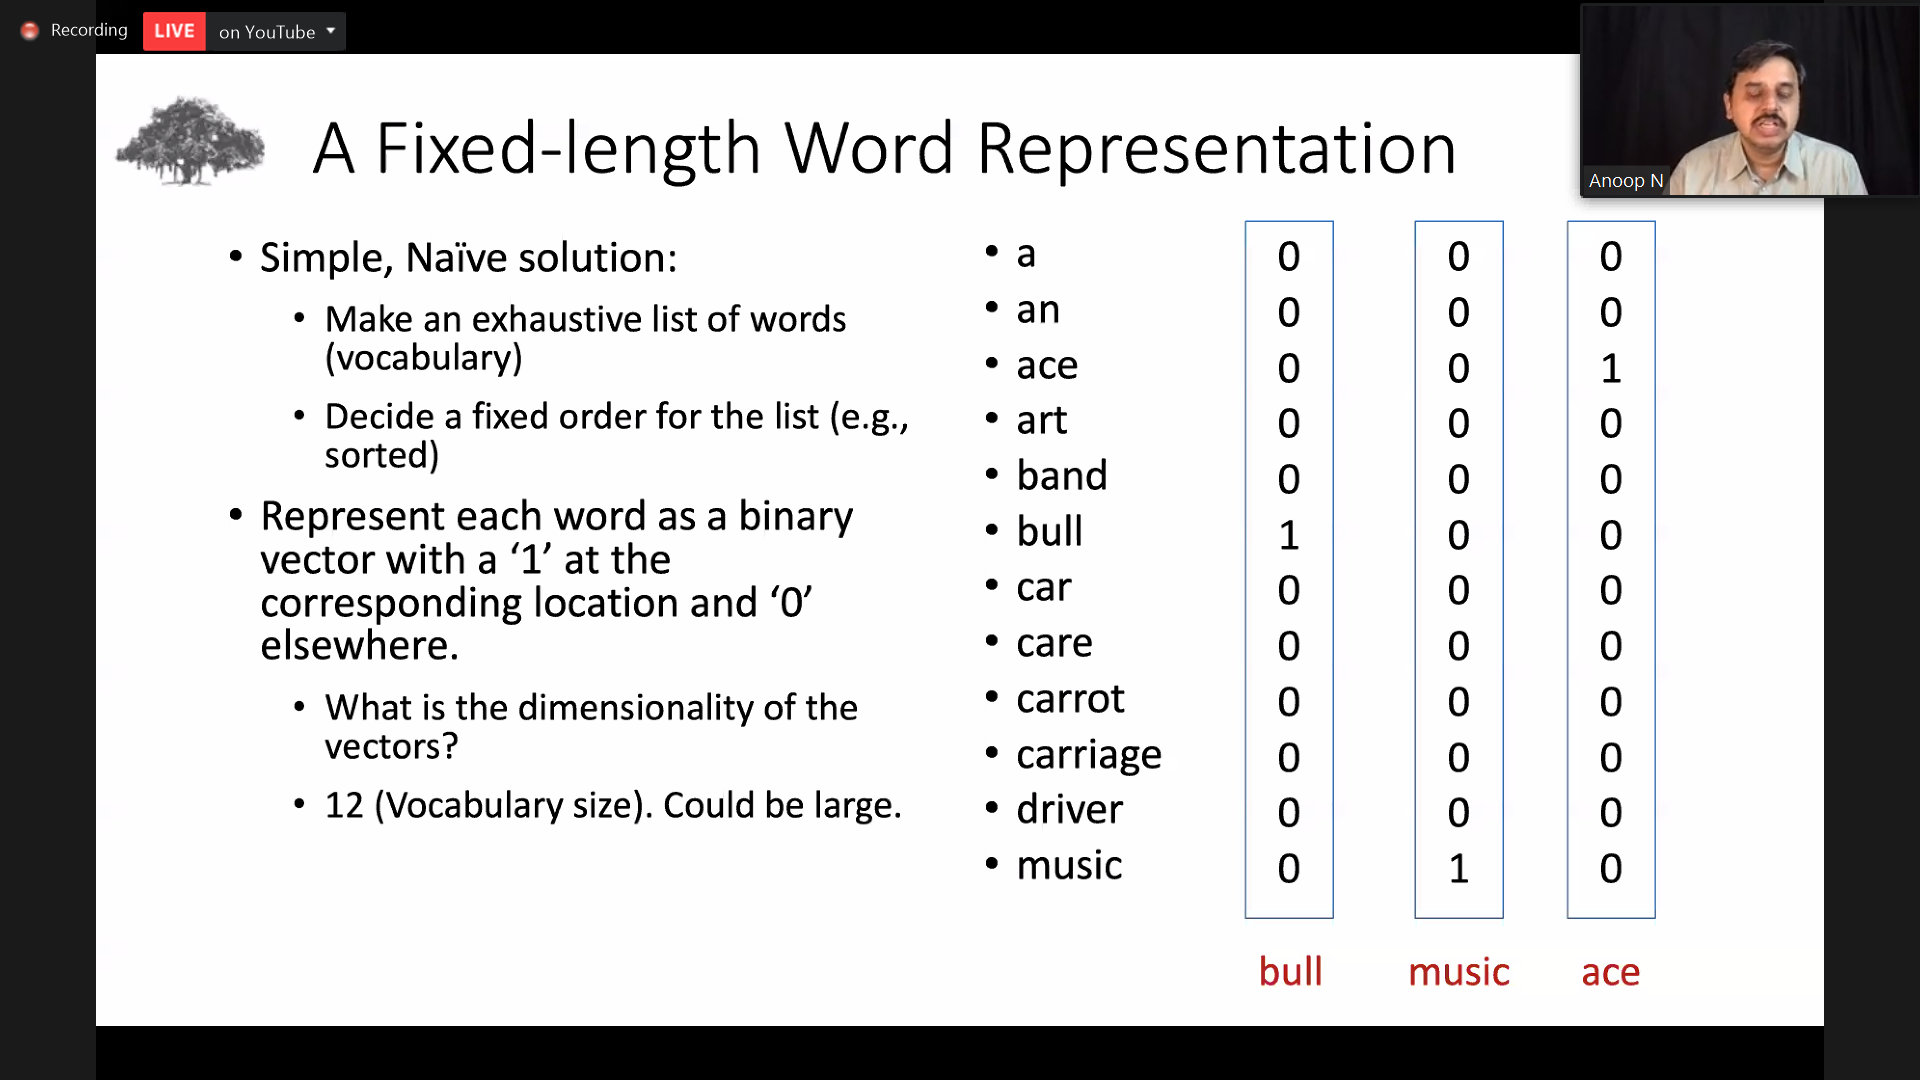 Recording
LIVE on YouTube
Anoop N
A Fixed-length Word Representation
• Simple, Naïve solution:
• Make an exhaustive list of words
(vocabulary)
• Decide a fixed order for the list (e.g.,
sorted)
• Represent each word as a binary
vector with a ‘1’ at the
corresponding location and ‘0’
elsewhere.
• What is the dimensionality of the
vectors?
• 12 (Vocabulary size). Could be large.
• a 0 0 0
• an 0 0 0
• ace 0 0 1
• art 0 0 0
• band 0 0 0
• bull 1 0 0
• car 0 0 0
• care 0 0 0
• carrot 0 0 0
• carriage 0 0 0
• driver 0 0 0
• music 0 1 0
bull music ace